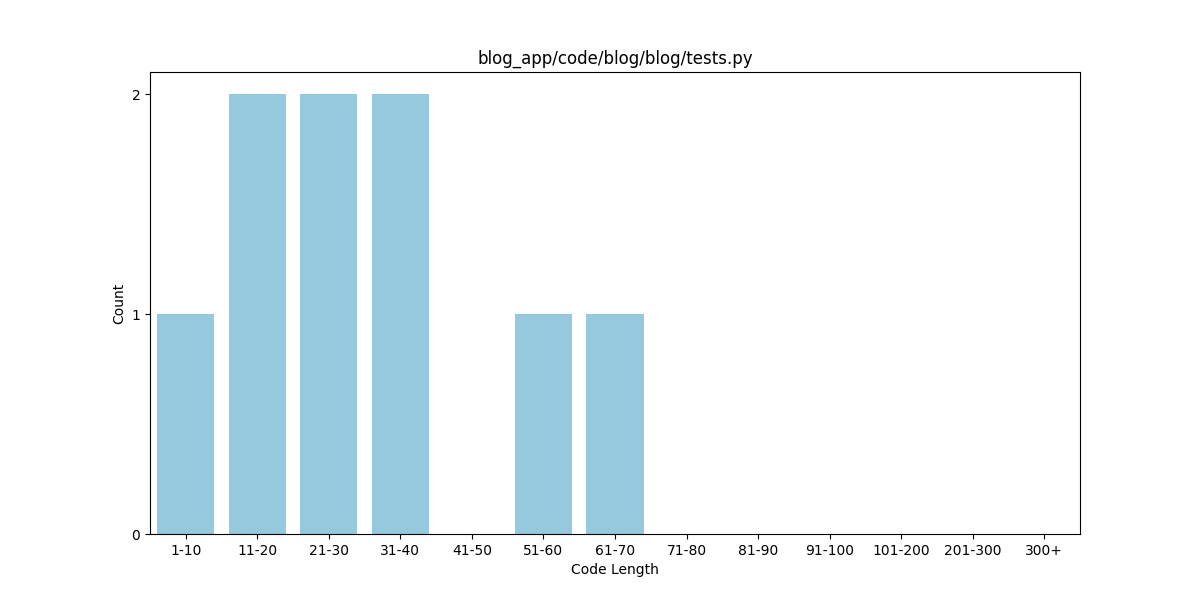 blog_app/code/blog/blog/tests.py
2
1
0
Count
1-10 11-20 21-30 31-40 41-50 51-60 61-70 71-80 81-90 91-100 101-200 201-300 300+
Code Length